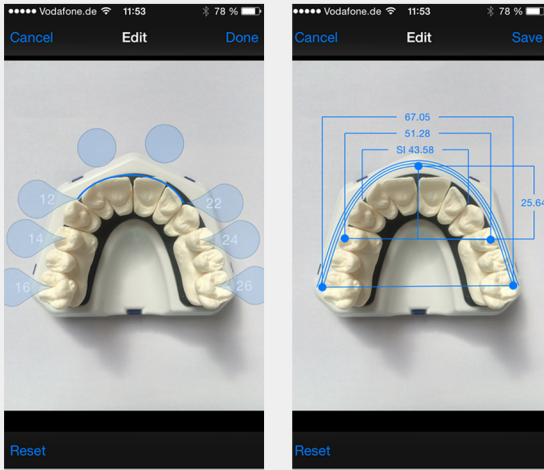 Vodafone.de 11:53 78 %
Cancel Edit Done
12
22
14
24
16
26
Reset
Vodafone.de 11:53 78 %
Cancel Edit Save
67.05
51.28
SI 43.58
25.64
Reset